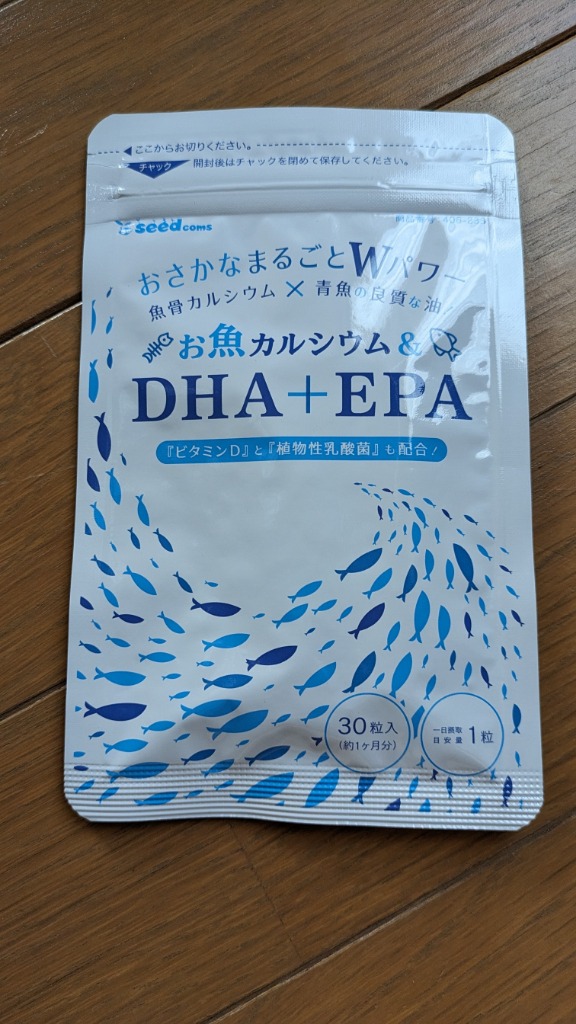 ここからお切りください。
チャック
開封後はチャックを閉めて保存してください。
seed coms
おさかなまるごとWパワー
魚骨カルシウム×青魚の良質な油
お魚カルシウム&
DHA+EPA
『ビタミンD』と『植物性乳酸菌』も配合!
30粒入
(約1ヶ月分)
一日摂取
目安量
1粒